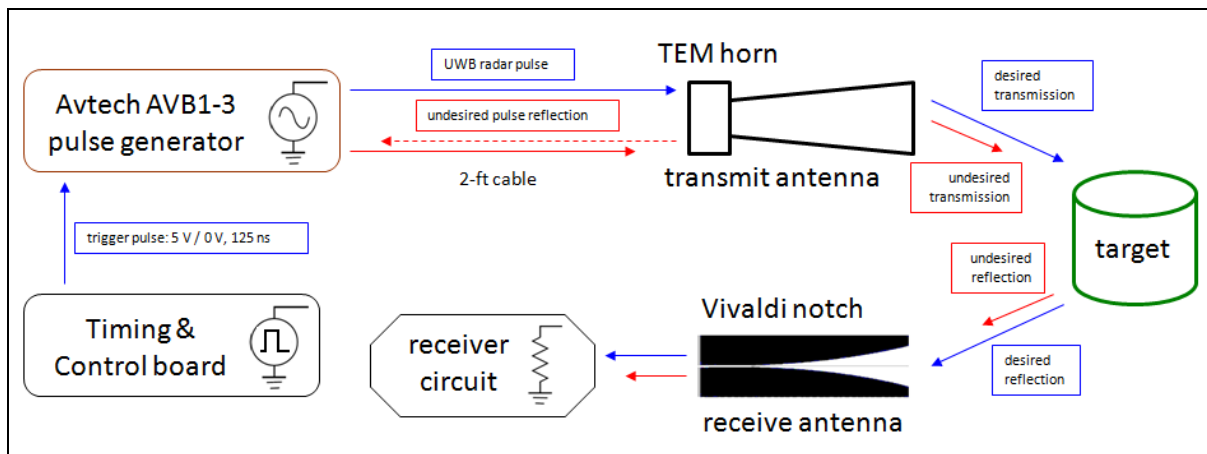 Avtech AVB1-3
pulse generator
UWB radar pulse
undesired pulse reflection
2-ft cable
TEM horn
transmit antenna
desired
transmission
undesired
transmission
target
trigger pulse: 5 V / 0 V, 125 ns
Timing &
Control board
receiver
circuit
Vivaldi notch
receive antenna
undesired
reflection
desired
reflection